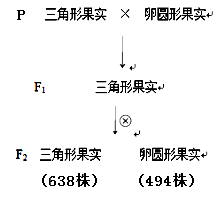 P 三角形果实 × 卵圆形果实
F₁ 三角形果实
⊗
F₂ 三角形果实 卵圆形果实
(638株) (494株)